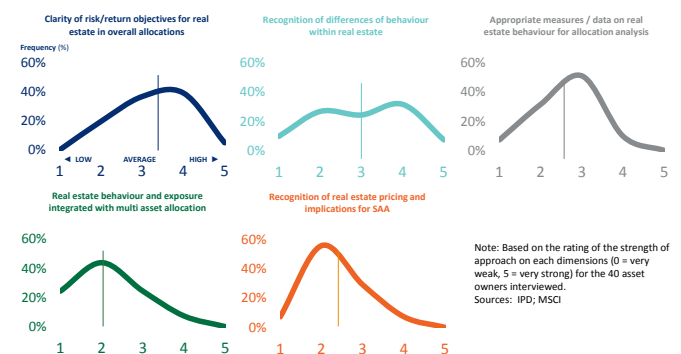 Clarity of risk/return objectives for real
estate in overall allocations
Frequency (%)
60%
40%
20%
0%
◄ LOW AVERAGE HIGH ►
1 2 3 4 5
Recognition of differences of behaviour
within real estate
60%
40%
20%
0%
1 2 3 4 5
Appropriate measures / data on real
estate behaviour for allocation analysis
60%
40%
20%
0%
1 2 3 4 5
Real estate behaviour and exposure
integrated with multi asset allocation
60%
40%
20%
0%
1 2 3 4 5
Recognition of real estate pricing and
implications for SAA
60%
40%
20%
0%
1 2 3 4 5
Note: Based on the rating of the strength of
approach on each dimensions (0 = very
weak, 5 = very strong) for the 40 asset
owners interviewed.
Sources: IPD; MSCI